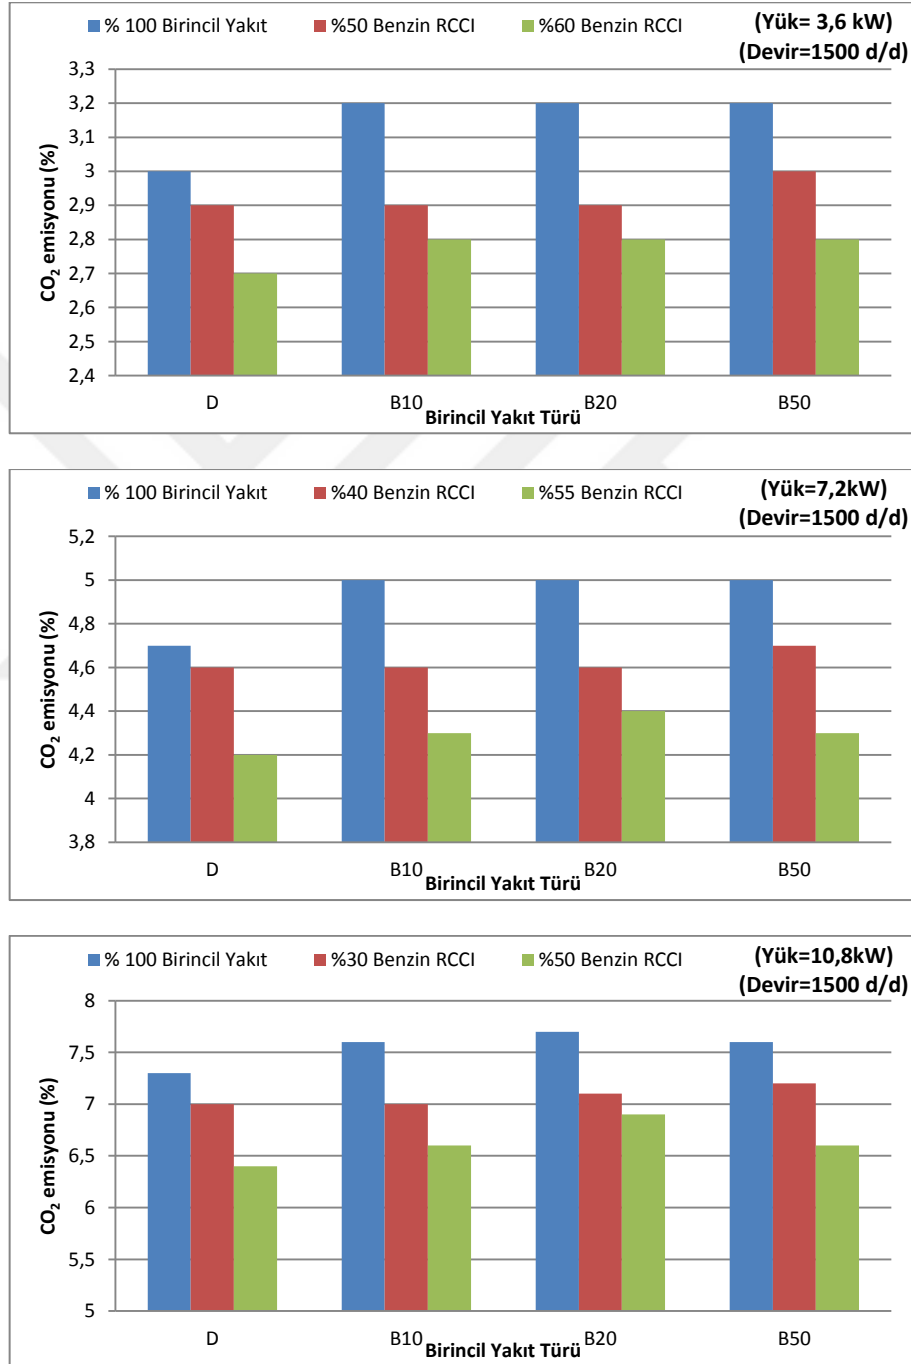 % 100 Birincil Yakıt %50 Benzin RCCI %60 Benzin RCCI (Yük= 3,6 kW)
(Devir=1500 d/d)
3,3
3,2
3,1
3
2,9
2,8
2,7
2,6
2,5
2,4
CO₂ emisyonu (%)
D B10 B20 B50
Birincil Yakıt Türü
% 100 Birincil Yakıt %40 Benzin RCCI %55 Benzin RCCI (Yük=7,2kW)
(Devir=1500 d/d)
5,2
5
4,8
4,6
4,4
4,2
4
3,8
CO₂ emisyonu (%)
D B10 B20 B50
Birincil Yakıt Türü
% 100 Birincil Yakıt %30 Benzin RCCI %50 Benzin RCCI (Yük=10,8kW)
(Devir=1500 d/d)
8
7,5
7
6,5
6
5,5
5
CO₂ emisyonu (%)
D B10 B20 B50
Birincil Yakıt Türü